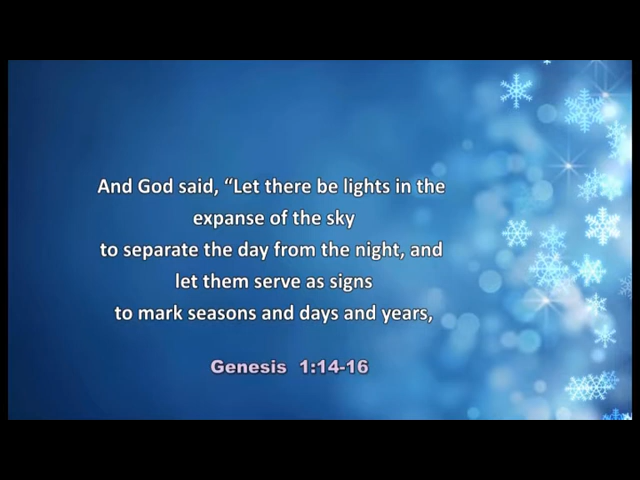 And God said, “Let there be lights in the
expanse of the sky
to separate the day from the night, and
let them serve as signs
to mark seasons and days and years,
Genesis 1:14-16